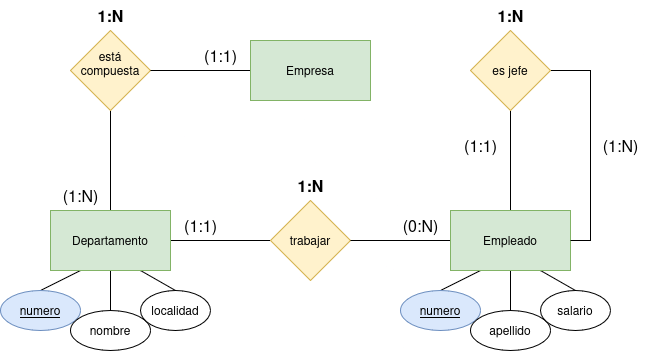 1:N
1:N
está
compuesta
(1:1)
Empresa
es jefe
(1:1)
(1:N)
(1:N)
1:N
Departamento
(1:1)
trabajar
(0:N)
Empleado
numero
nombre
localidad
numero
apellido
salario